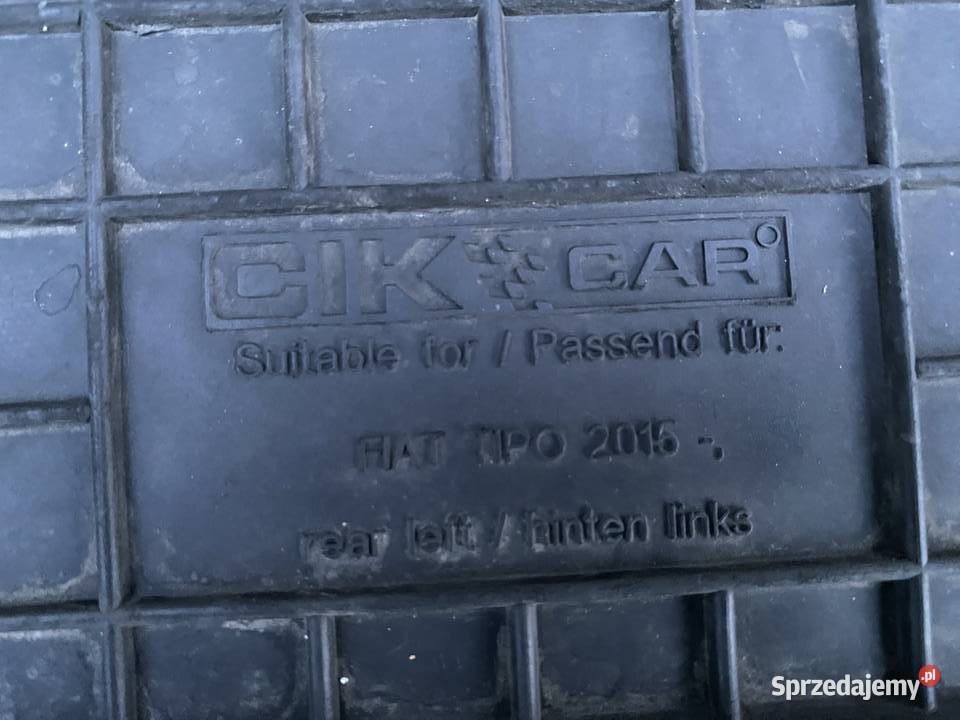 CIK CAR
Suitable for / Passend für:
FIAT TIPO 2015 -.
rear left / hinten links
Sprzedajemy.pl